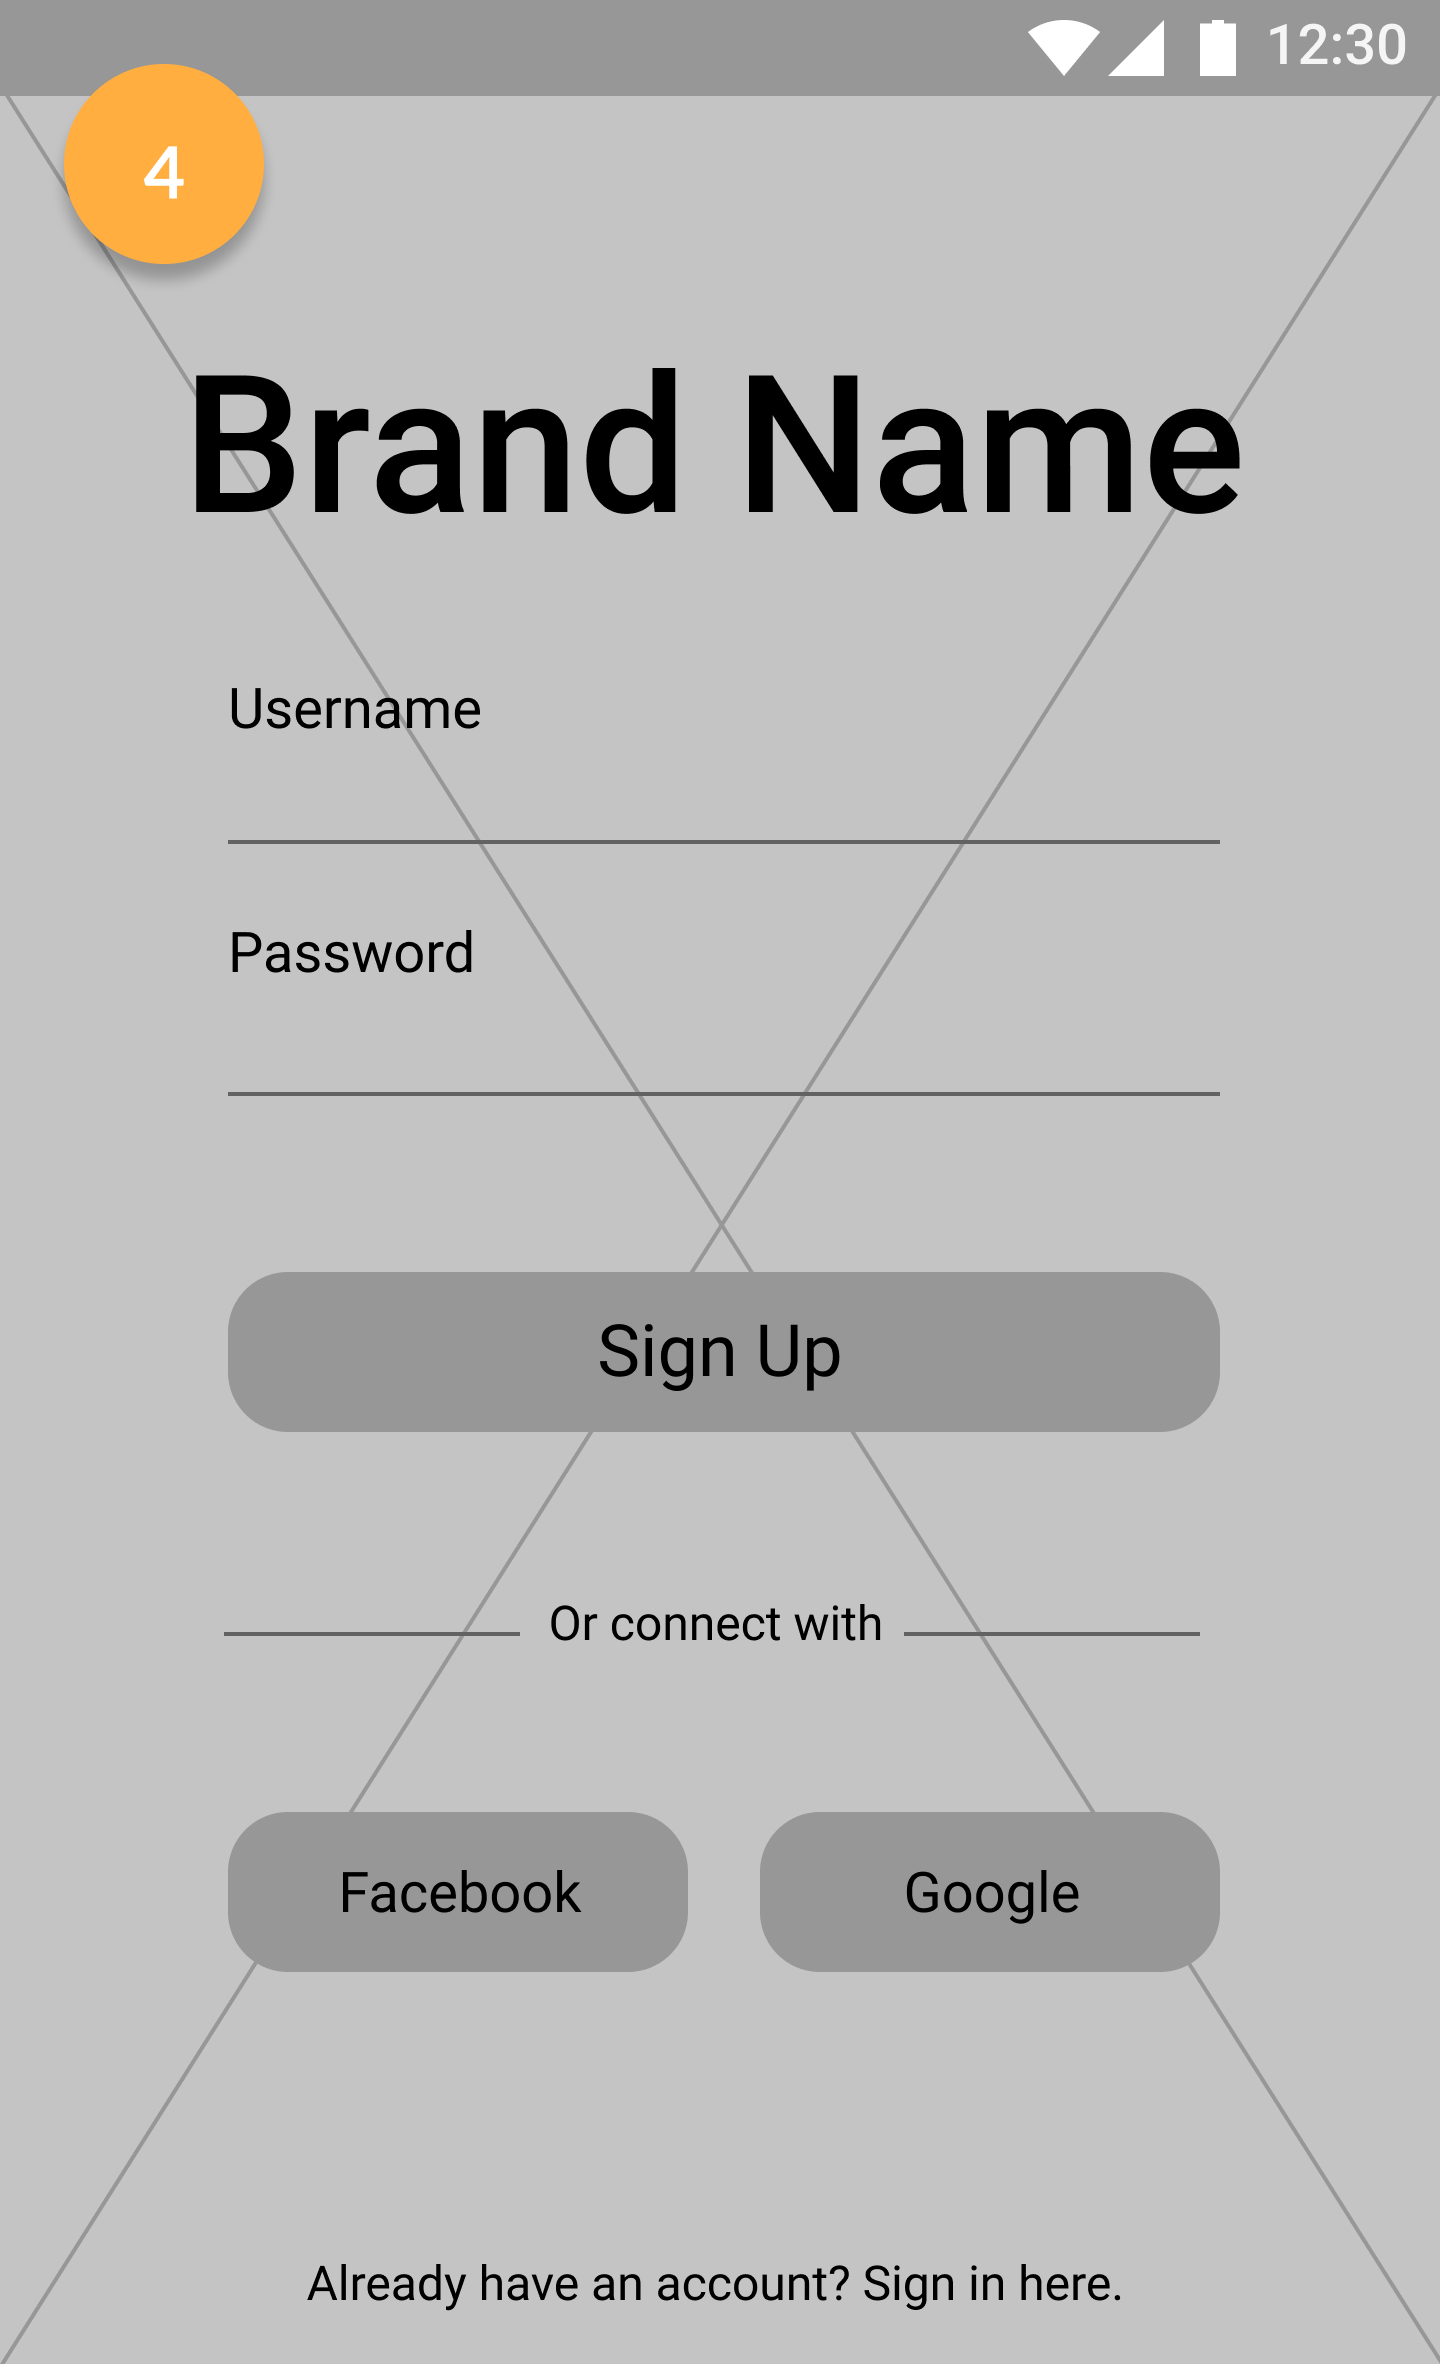 12:30
4
Brand Name
Username
Password
Sign Up
Or connect with
Facebook
Google
Already have an account? Sign in here.